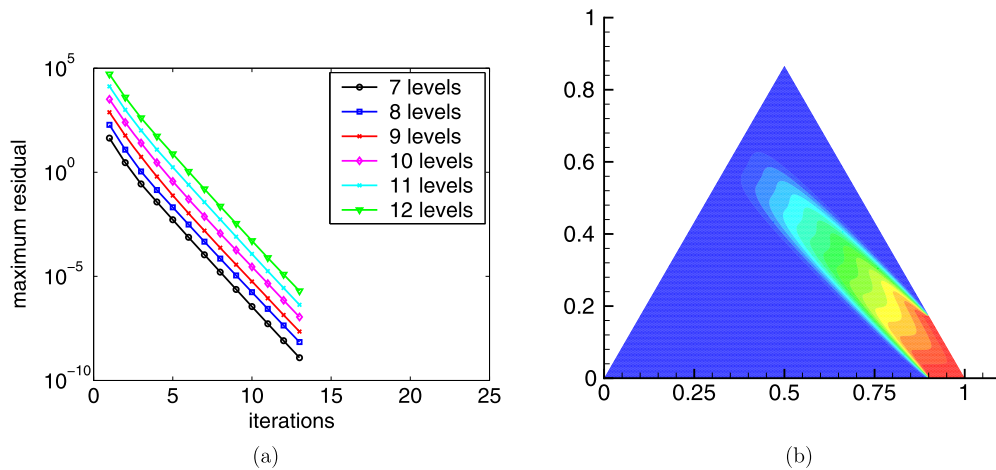 10^5
10^0
10^-5
10^-10
maximum residual
0 5 10 15 20 25
iterations
7 levels
8 levels
9 levels
10 levels
11 levels
12 levels
(a)
1
0.8
0.6
0.4
0.2
0
0 0.25 0.5 0.75 1
(b)